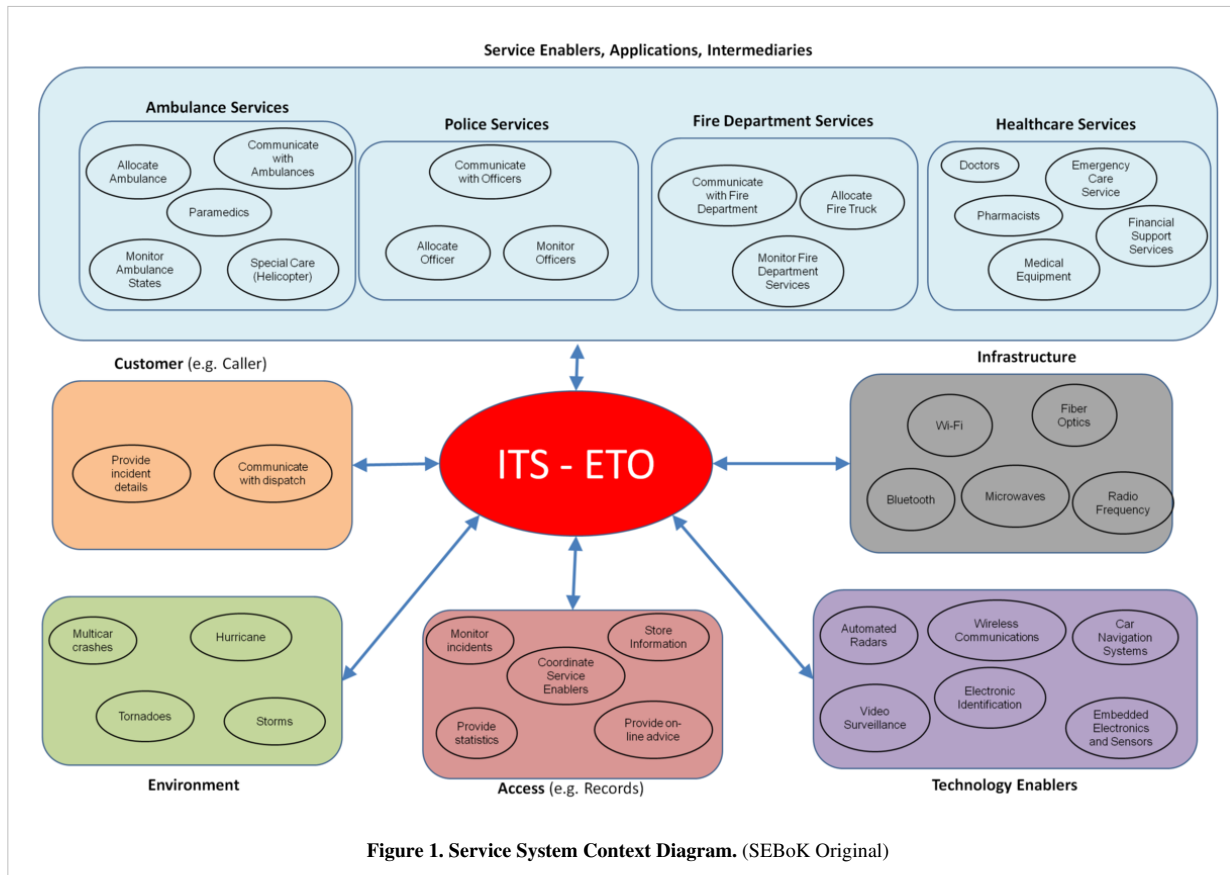 Service Enablers, Applications, Intermediaries
Ambulance Services
Allocate
Ambulance
Communicate
with
Ambulances
Paramedics
Monitor
Ambulance
States
Special Care
(Helicopter)
Police Services
Communicate
with Officers
Allocate
Officer
Monitor
Officers
Fire Department Services
Communicate
with Fire
Department
Allocate
Fire Truck
Monitor Fire
Department
Services
Healthcare Services
Doctors
Emergency
Care
Service
Pharmacists
Financial
Support
Services
Medical
Equipment
Customer (e.g. Caller)
Provide
incident
details
Communicate
with dispatch
ITS - ETO
Infrastructure
Wi-Fi
Fiber
Optics
Bluetooth
Microwaves
Radio
Frequency
Multicar
crashes
Hurricane
Tornadoes
Storms
Environment
Monitor
incidents
Store
Information
Coordinate
Service
Enablers
Provide
statistics
Provide on-
line advice
Access (e.g. Records)
Automated
Radars
Wireless
Communications
Car
Navigation
Systems
Video
Surveillance
Electronic
Identification
Embedded
Electronics
and Sensors
Technology Enablers
Figure 1. Service System Context Diagram. (SEBoK Original)